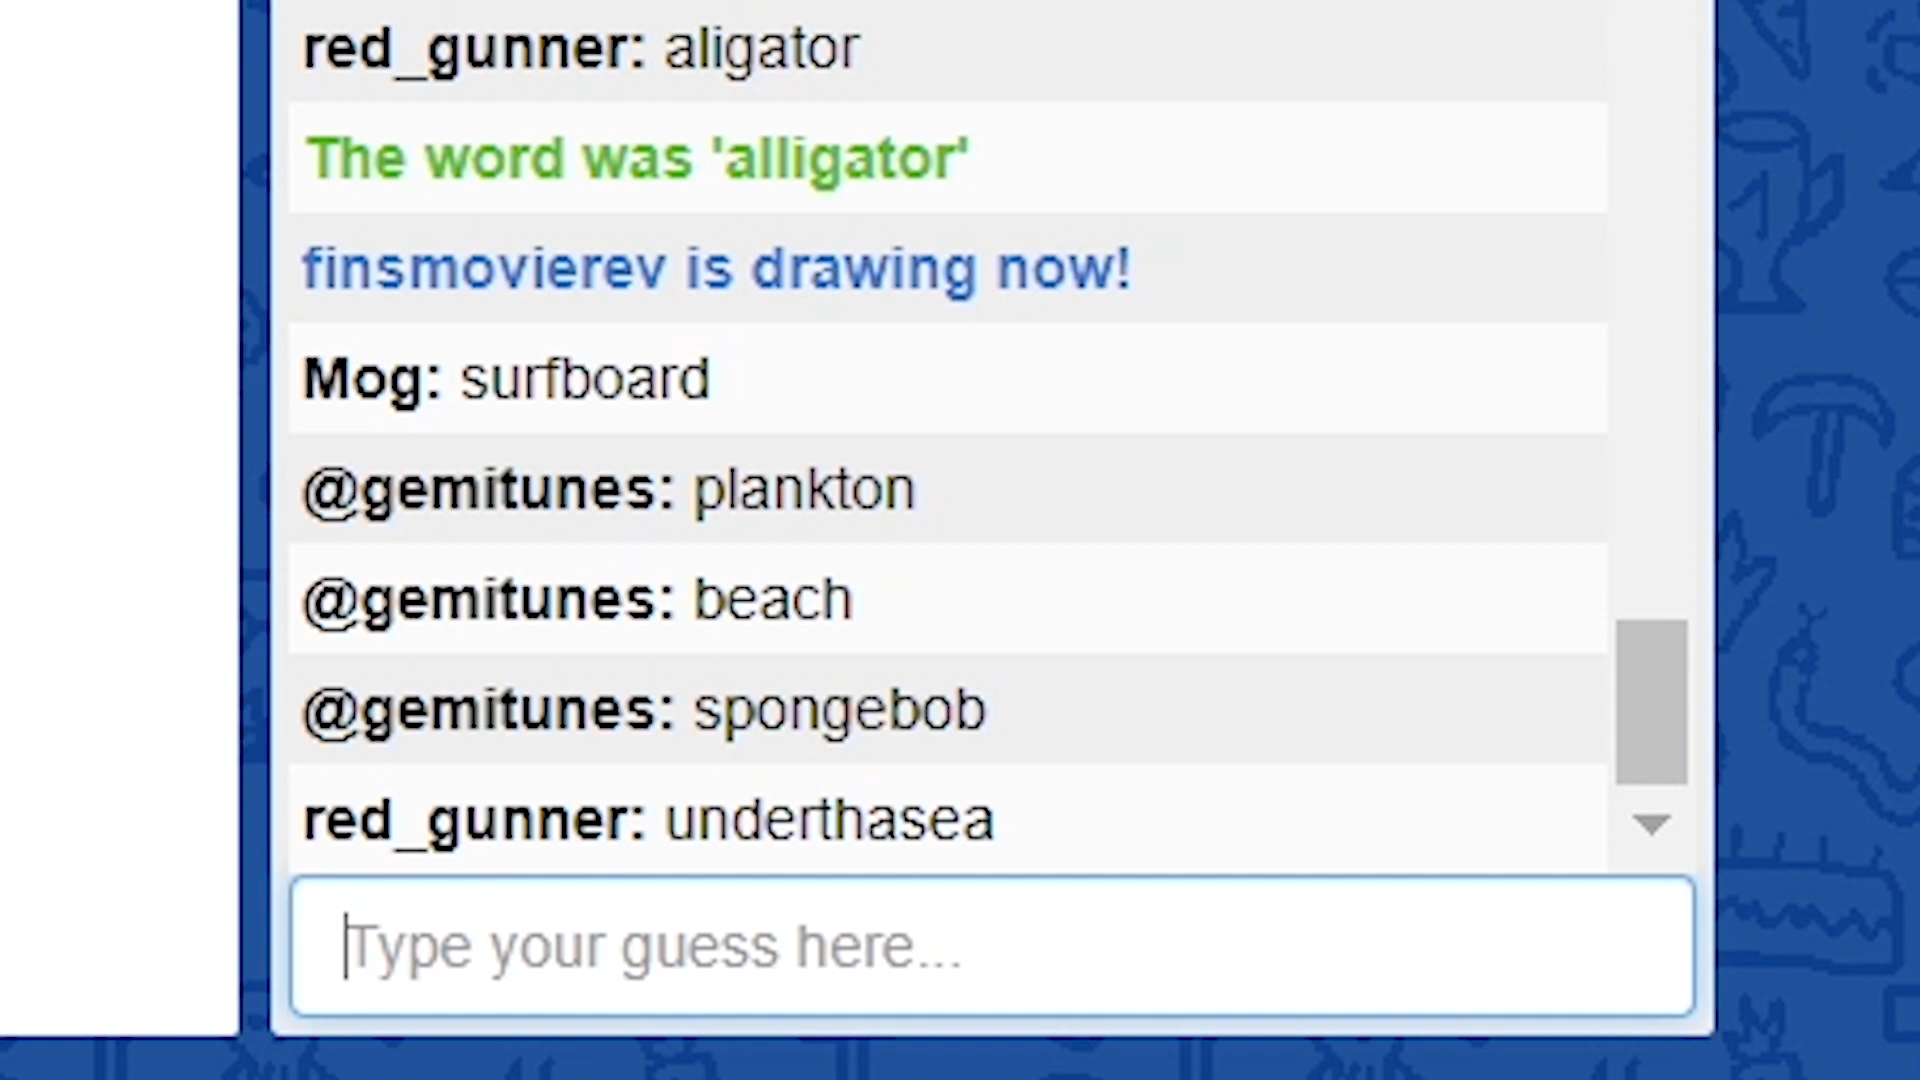 red_gunner: aligator
The word was 'alligator'
finsmovierev is drawing now!
Mog: surfboard
@gemitunes: plankton
@gemitunes: beach
@gemitunes: spongebob
red_gunner: underthasea
Type your guess here...